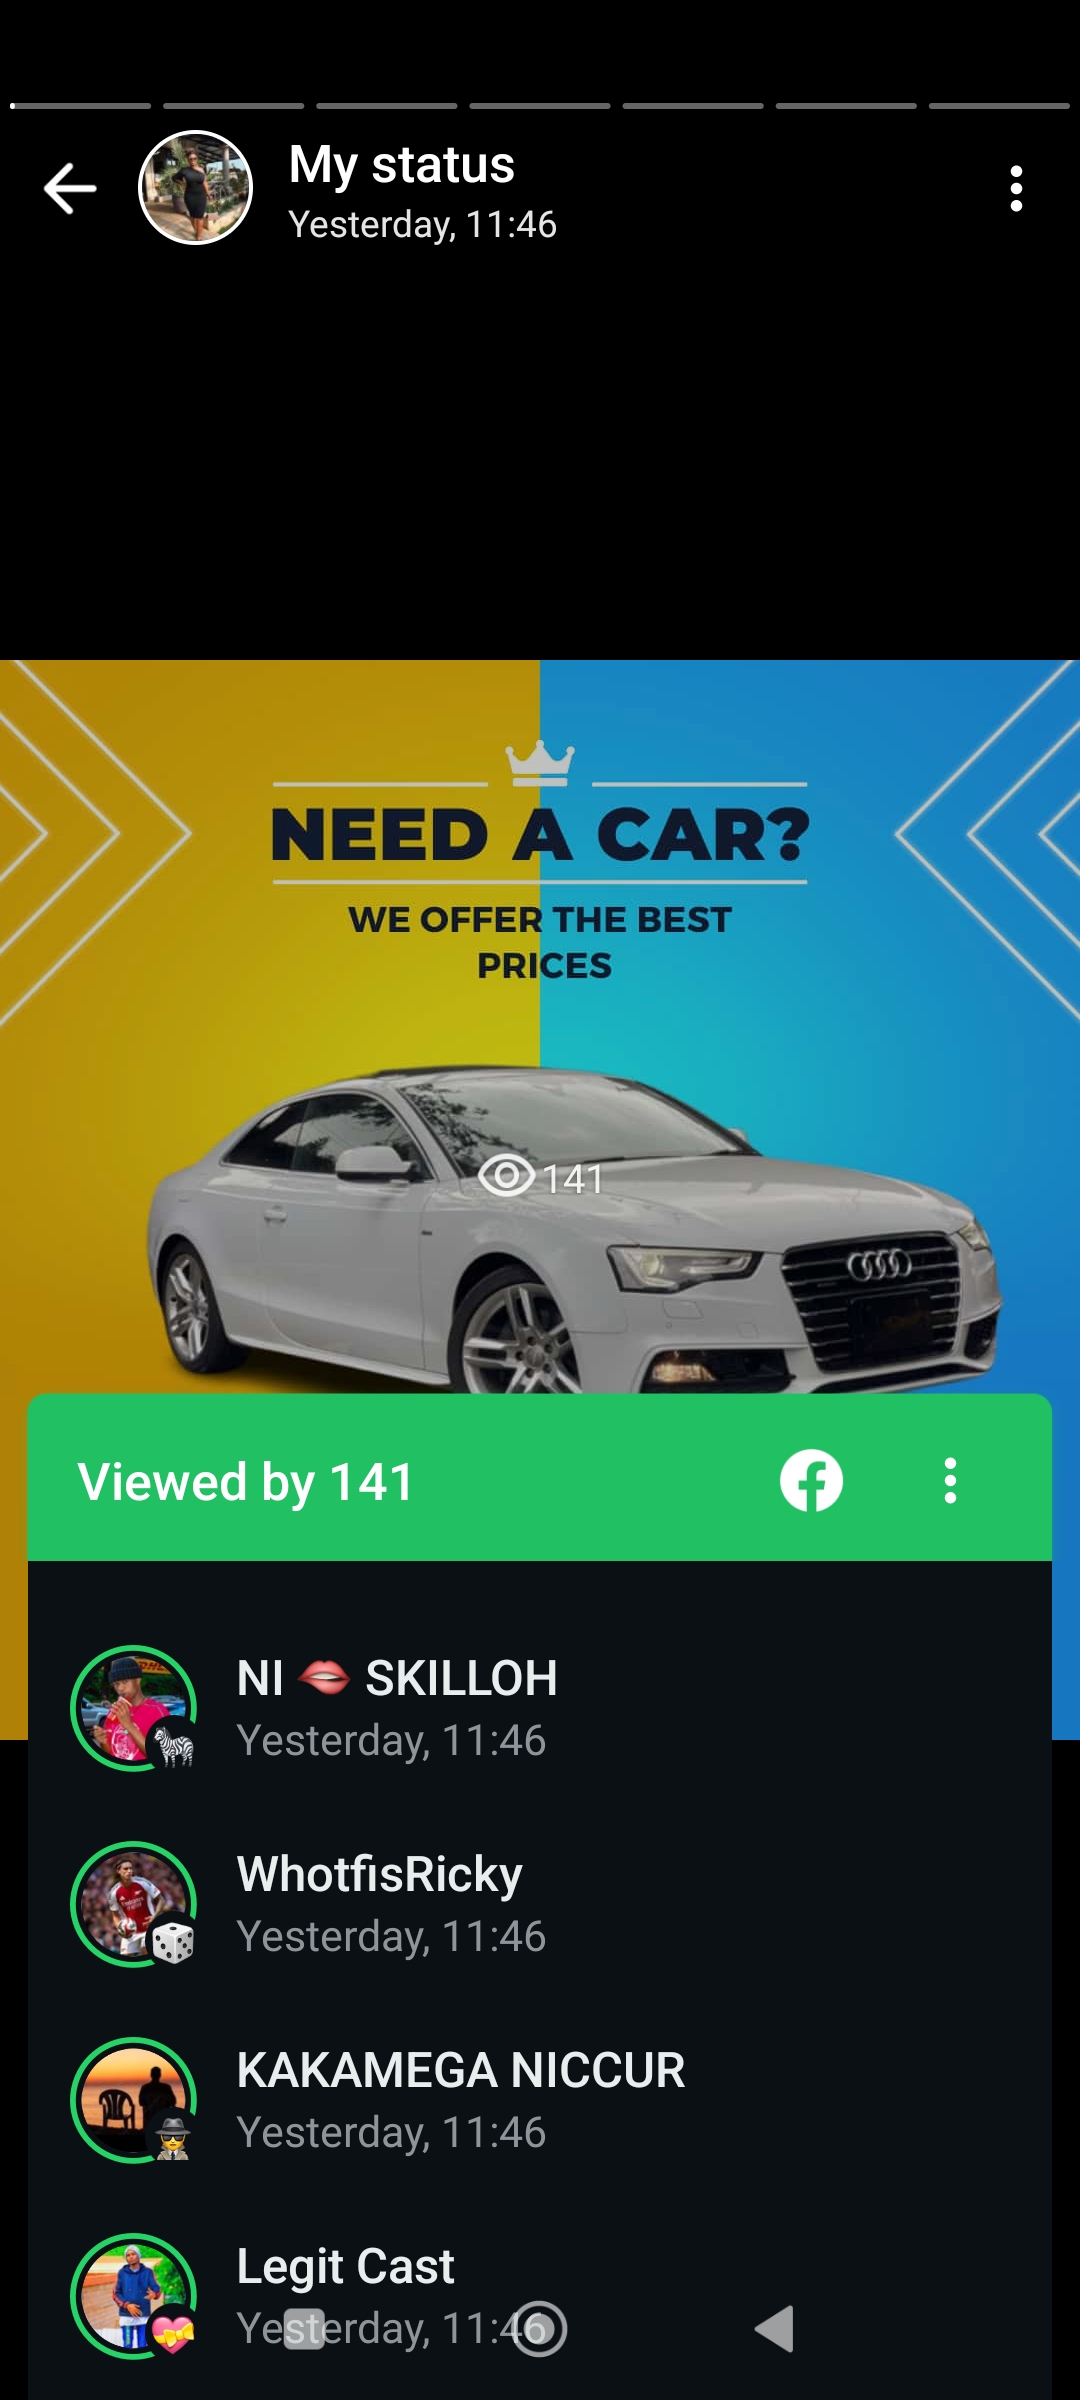 My status
Yesterday, 11:46
NEED A CAR?
WE OFFER THE BEST
PRICES
141
Viewed by 141
NI 👄 SKILLOH
Yesterday, 11:46
WhotfisRicky
Yesterday, 11:46
KAKAMEGA NICCUR
Yesterday, 11:46
Legit Cast
Yesterday, 11:46